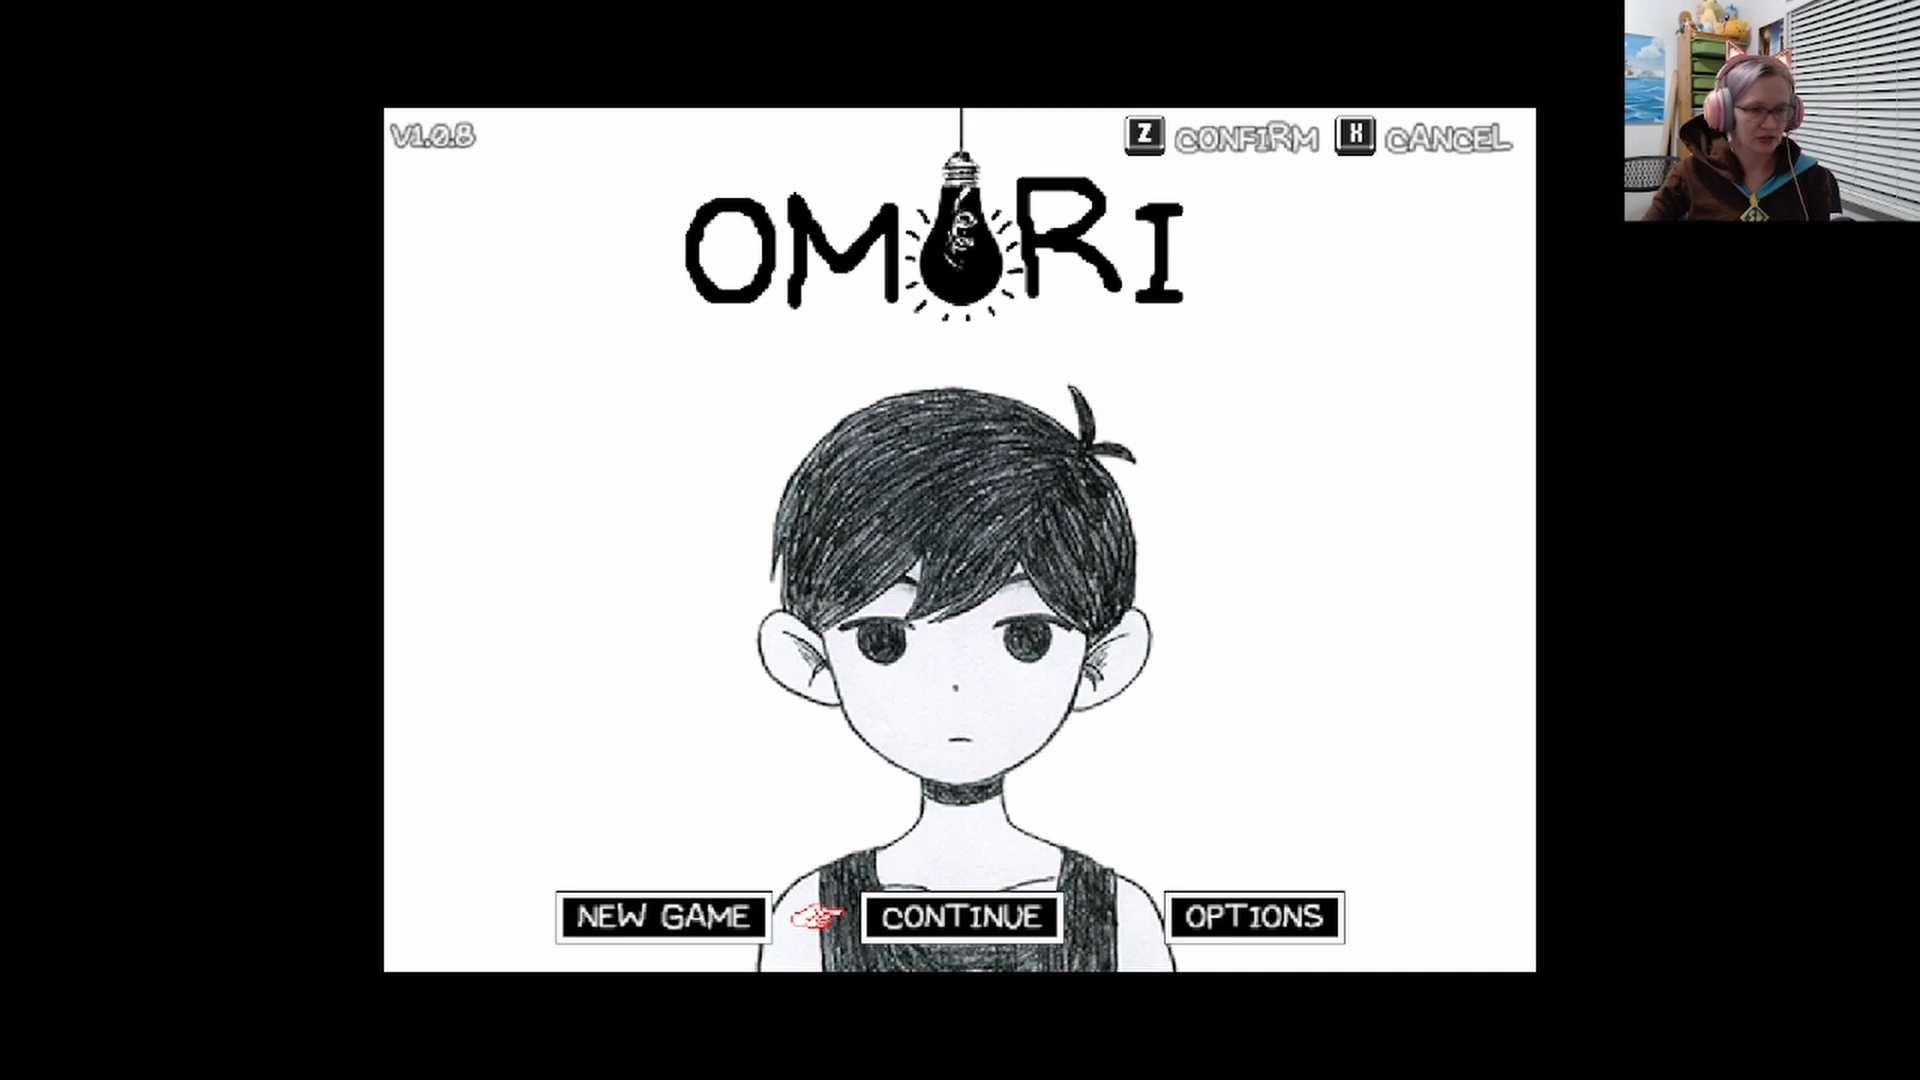 V1.0.8
Z CONFIRM X CANCEL
OMORI
NEW GAME
CONTINUE
OPTIONS